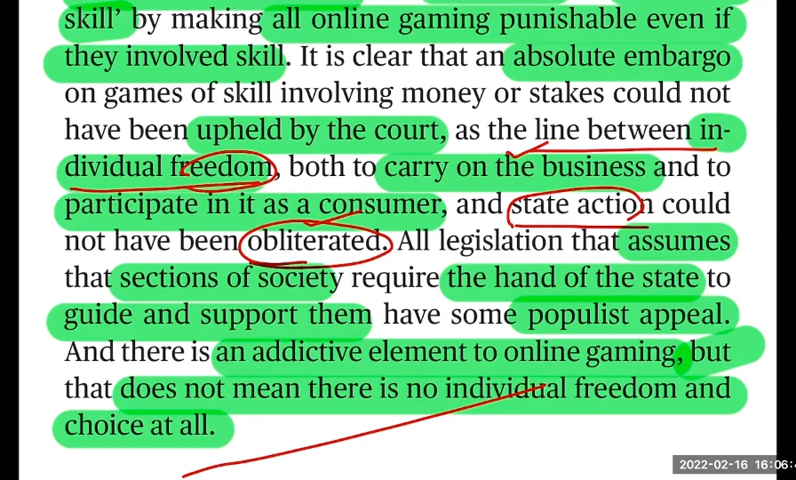 skill’ by making all online gaming punishable even if
they involved skill. It is clear that an absolute embargo
on games of skill involving money or stakes could not
have been upheld by the court, as the line between in-
dividual freedom, both to carry on the business and to
participate in it as a consumer, and state action could
not have been obliterated. All legislation that assumes
that sections of society require the hand of the state to
guide and support them have some populist appeal.
And there is an addictive element to online gaming, but
that does not mean there is no individual freedom and
choice at all.
2022-02-16 16:06: